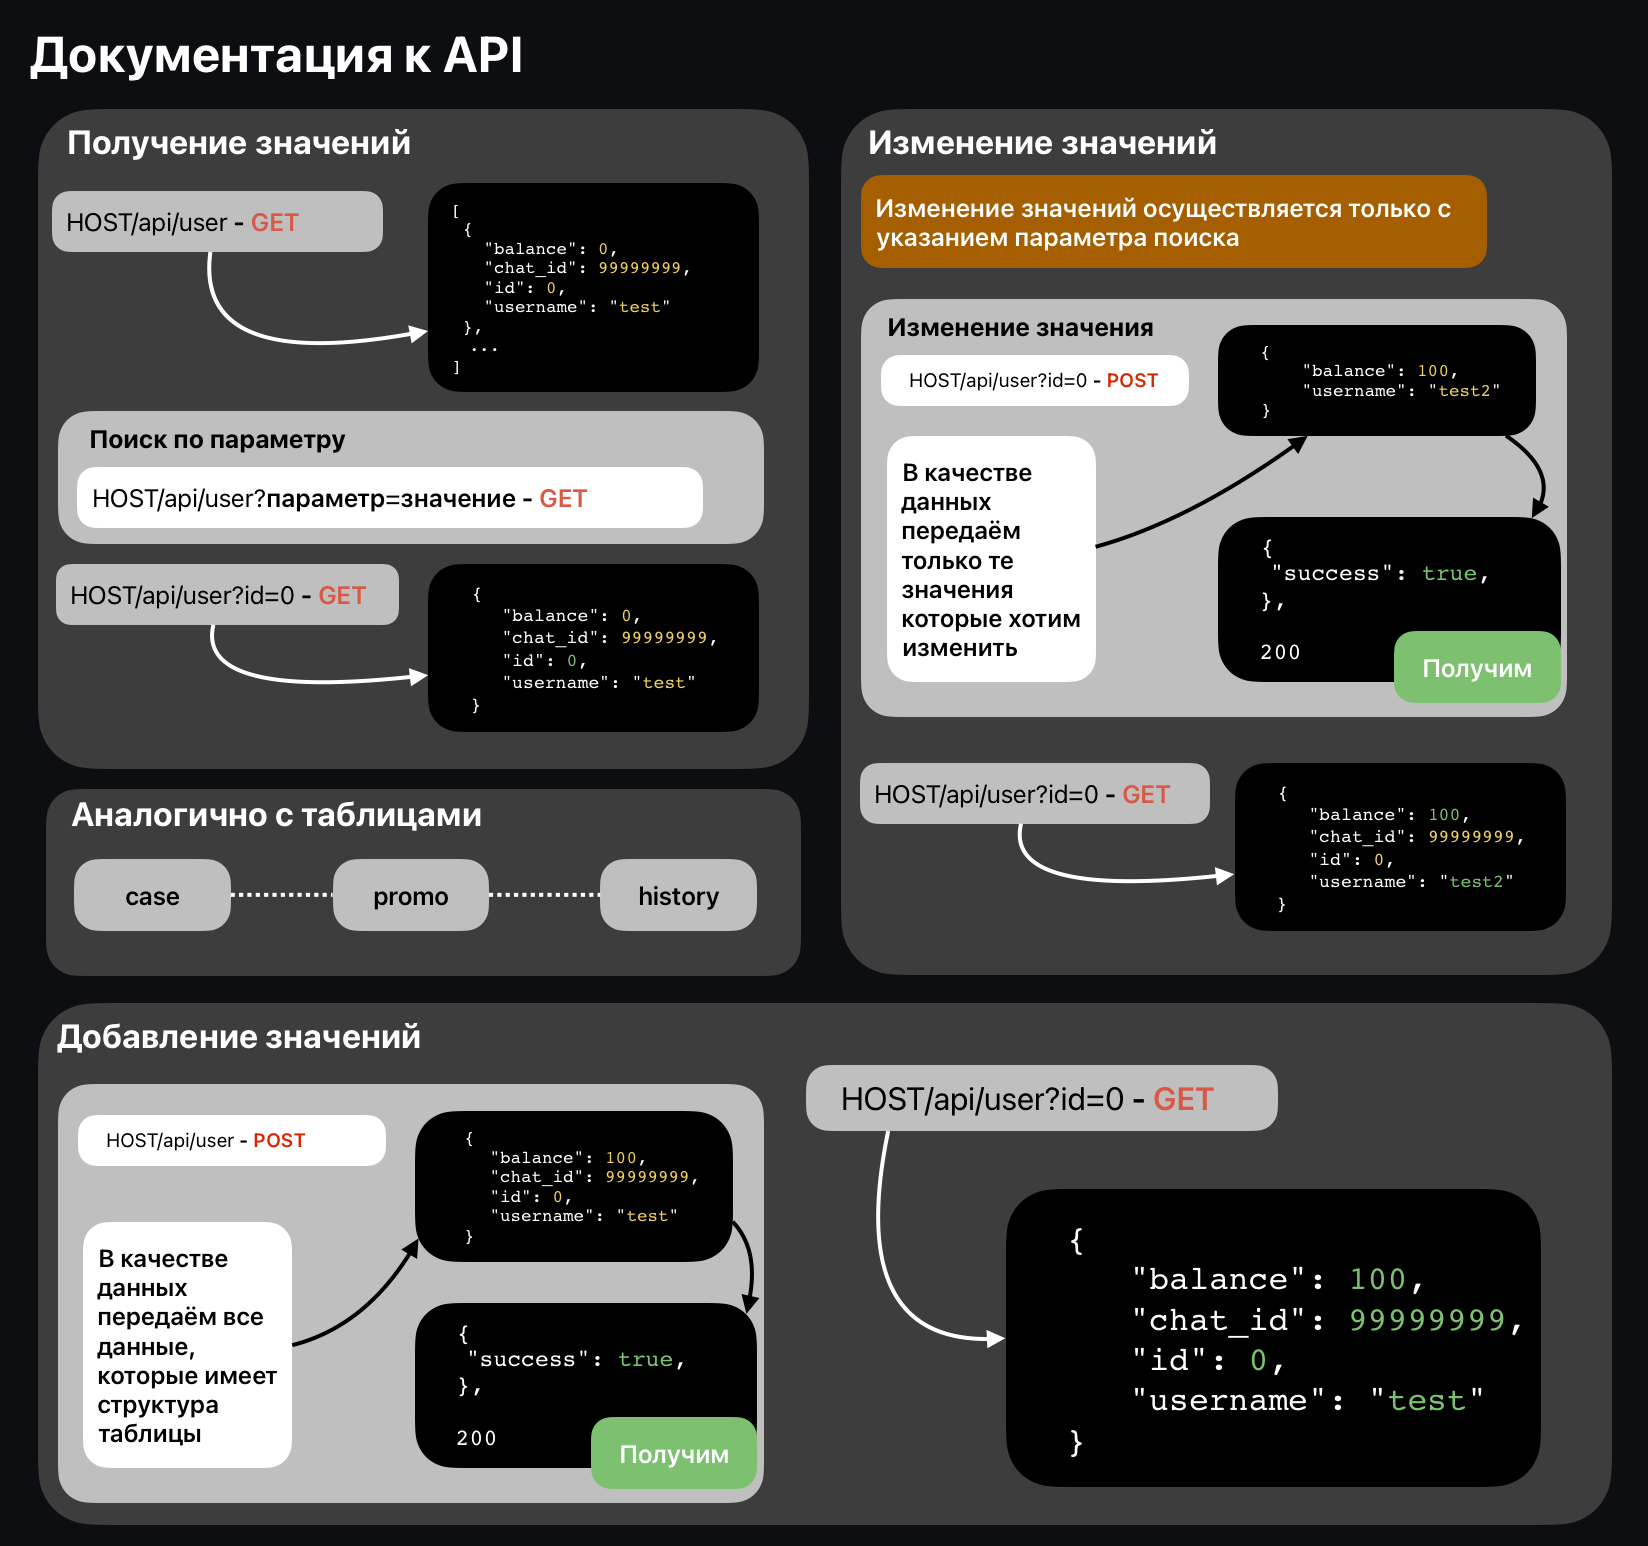 Документация к API
Получение значений
HOST/api/user - GET
[
{
"balance": 0,
"chat_id": 99999999,
"id": 0,
"username": "test"
},
...
]
Поиск по параметру
HOST/api/user?параметр=значение - GET
HOST/api/user?id=0 - GET
{
"balance": 0,
"chat_id": 99999999,
"id": 0,
"username": "test"
}
Аналогично с таблицами
case
promo
history
Изменение значений
Изменение значений осуществляется только с
указанием параметра поиска
Изменение значения
HOST/api/user?id=0 - POST
{
"balance": 100,
"username": "test2"
}
В качестве
данных
передаём
только те
значения
которые хотим
изменить
{
"success": true,
},
200
Получим
HOST/api/user?id=0 - GET
{
"balance": 100,
"chat_id": 99999999,
"id": 0,
"username": "test2"
}
Добавление значений
HOST/api/user - POST
{
"balance": 100,
"chat_id": 99999999,
"id": 0,
"username": "test"
}
В качестве
данных
передаём все
данные,
которые имеет
структура
таблицы
{
"success": true,
},
200
Получим
HOST/api/user?id=0 - GET
{
"balance": 100,
"chat_id": 99999999,
"id": 0,
"username": "test"
}